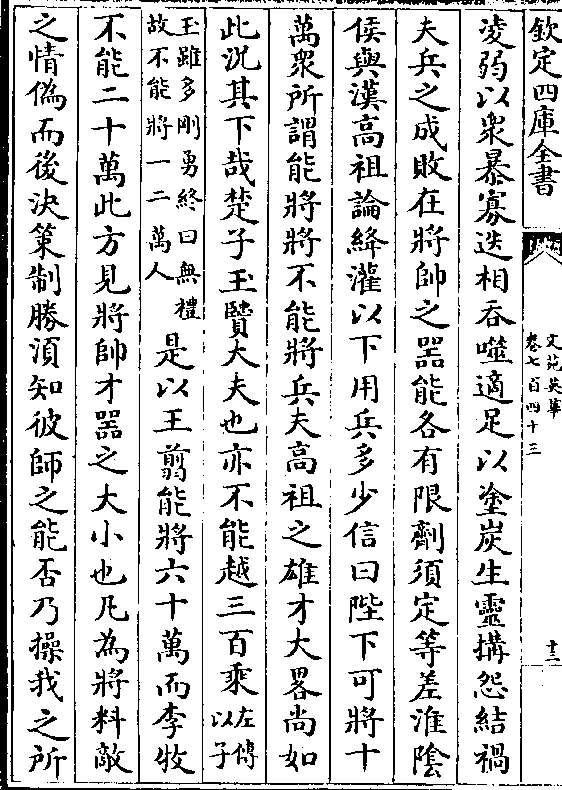 欽定四庫全書
文苑英華
卷七百四十三
十二
凌弱以衆暴寡迭相吞噬適足以塗炭生靈搆怨結禍
夫兵之成敗在將帥之噐能各有限劑須定等差淮陰
侯與漢高祖論絳灌以下用兵多少信曰陛下可將十
萬衆所謂能將將不能將兵夫高祖之雄才大畧尚如
此況其下哉楚子玉賢大夫也亦不能越三百乘左傳以子
玉雖多剛勇終曰無禮故不能將一二萬人是以王翦能將六十萬而李牧
不能二十萬此方見將帥才噐之大小也凡為將料敵
之情偽而後決策制勝須知彼師之能否乃操我之所